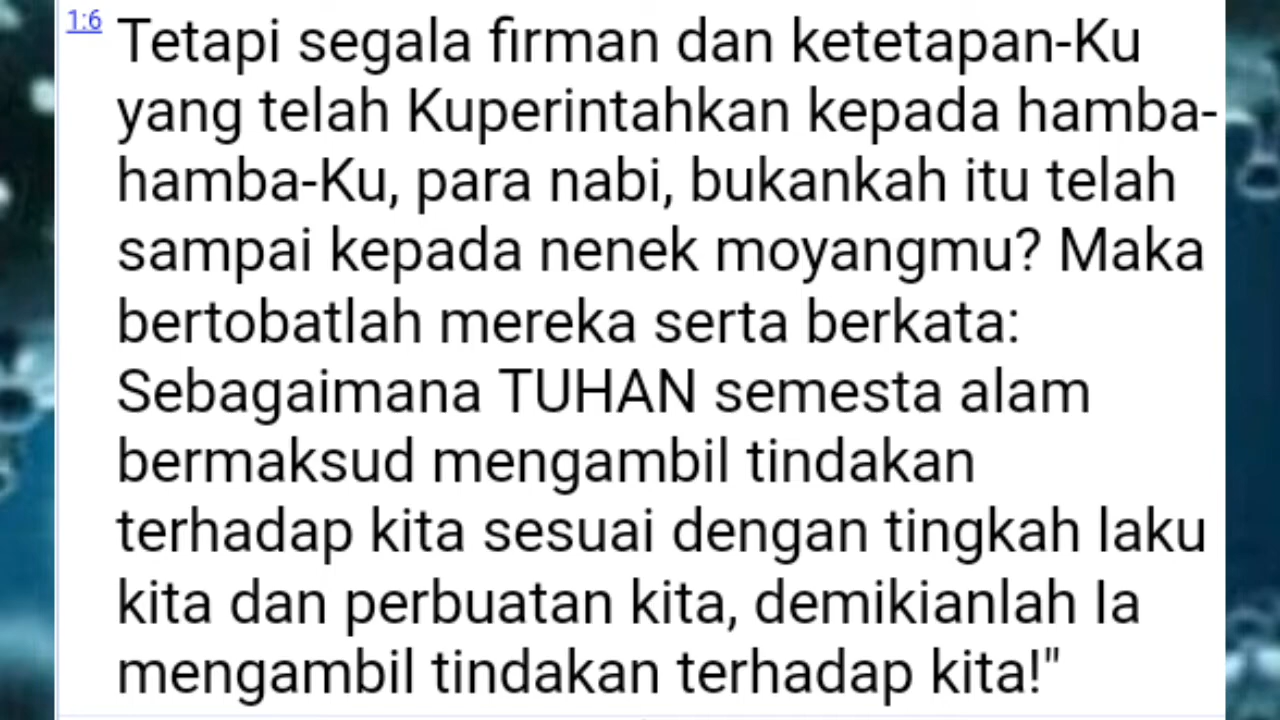 1:6 Tetapi segala firman dan ketetapan-Ku
yang telah Kuperintahkan kepada hamba-
hamba-Ku, para nabi, bukankah itu telah
sampai kepada nenek moyangmu? Maka
bertobatlah mereka serta berkata:
Sebagaimana TUHAN semesta alam
bermaksud mengambil tindakan
terhadap kita sesuai dengan tingkah laku
kita dan perbuatan kita, demikianlah Ia
mengambil tindakan terhadap kita!"